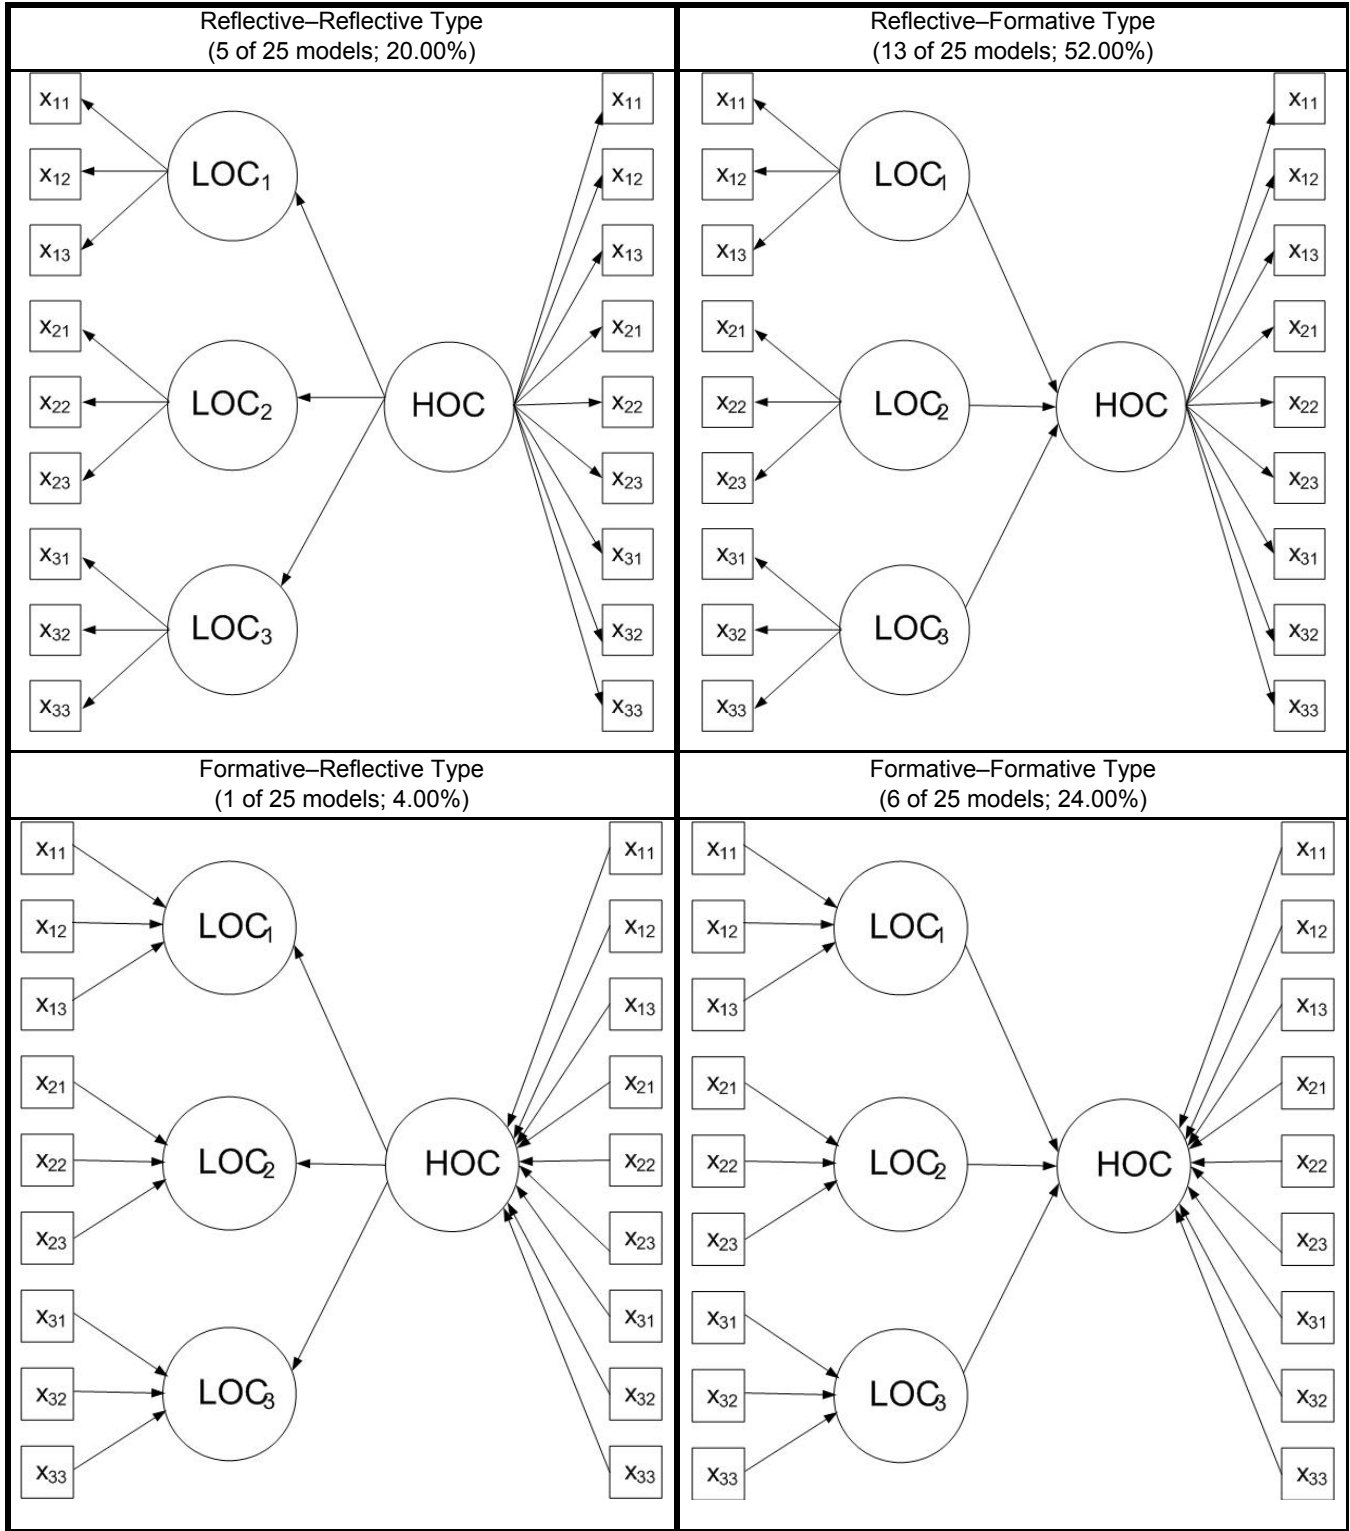 Reflective–Reflective Type
(5 of 25 models; 20.00%)
x11
x12
x13
x21
x22
x23
x31
x32
x33
LOC1
LOC2
LOC3
HOC
x11
x12
x13
x21
x22
x23
x31
x32
x33
Reflective–Formative Type
(13 of 25 models; 52.00%)
x11
x12
x13
x21
x22
x23
x31
x32
x33
LOC1
LOC2
LOC3
HOC
x11
x12
x13
x21
x22
x23
x31
x32
x33
Formative–Reflective Type
(1 of 25 models; 4.00%)
x11
x12
x13
x21
x22
x23
x31
x32
x33
LOC1
LOC2
LOC3
HOC
x11
x12
x13
x21
x22
x23
x31
x32
x33
Formative–Formative Type
(6 of 25 models; 24.00%)
x11
x12
x13
x21
x22
x23
x31
x32
x33
LOC1
LOC2
LOC3
HOC
x11
x12
x13
x21
x22
x23
x31
x32
x33